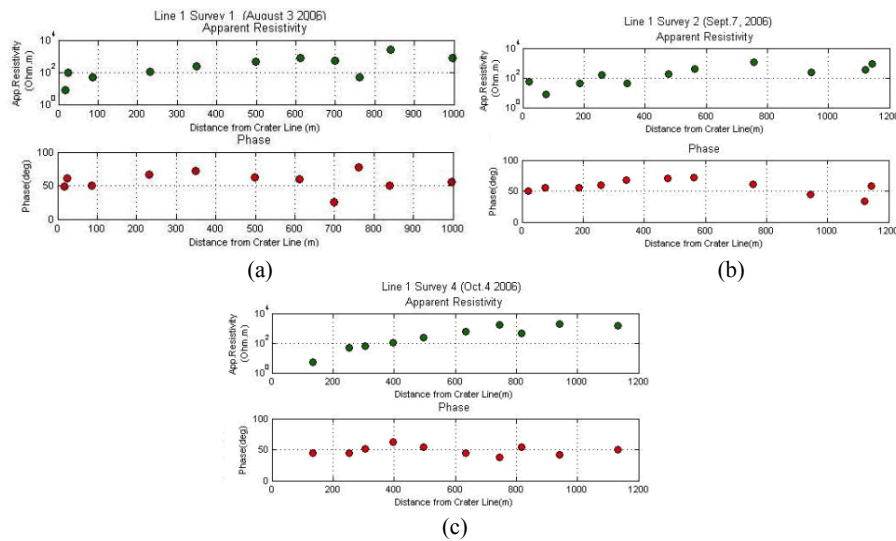 Line 1 Survey 1 (August 3 2006)
Apparent Resistivity
App.Resistivity
(Ohm.m)
10^4
10^2
10^0
0 100 200 300 400 500 600 700 800 900 1000
Distance from Crater Line (m)
Phase
Phase(deg)
100
50
0
0 100 200 300 400 500 600 700 800 900 1000
Distance from Crater Line (m)
(a)
Line 1 Survey 2 (Sept.7, 2006)
Apparent Resistivity
App.Resistivity
(Ohm.m)
10^4
10^2
10^0
0 200 400 600 800 1000 1200
Distance from Crater Line (m)
Phase
Phase(deg)
100
50
0
0 200 400 600 800 1000 1200
Distance from Crater Line (m)
(b)
Line 1 Survey 4 (Oct.4 2006)
Apparent Resistivity
App.Resistivity
(Ohm.m)
10^4
10^2
10^0
0 200 400 600 800 1000 1200
Distance from Crater Line(m)
Phase
Phase(deg)
100
50
0
0 200 400 600 800 1000 1200
Distance from Crater Line(m)
(c)